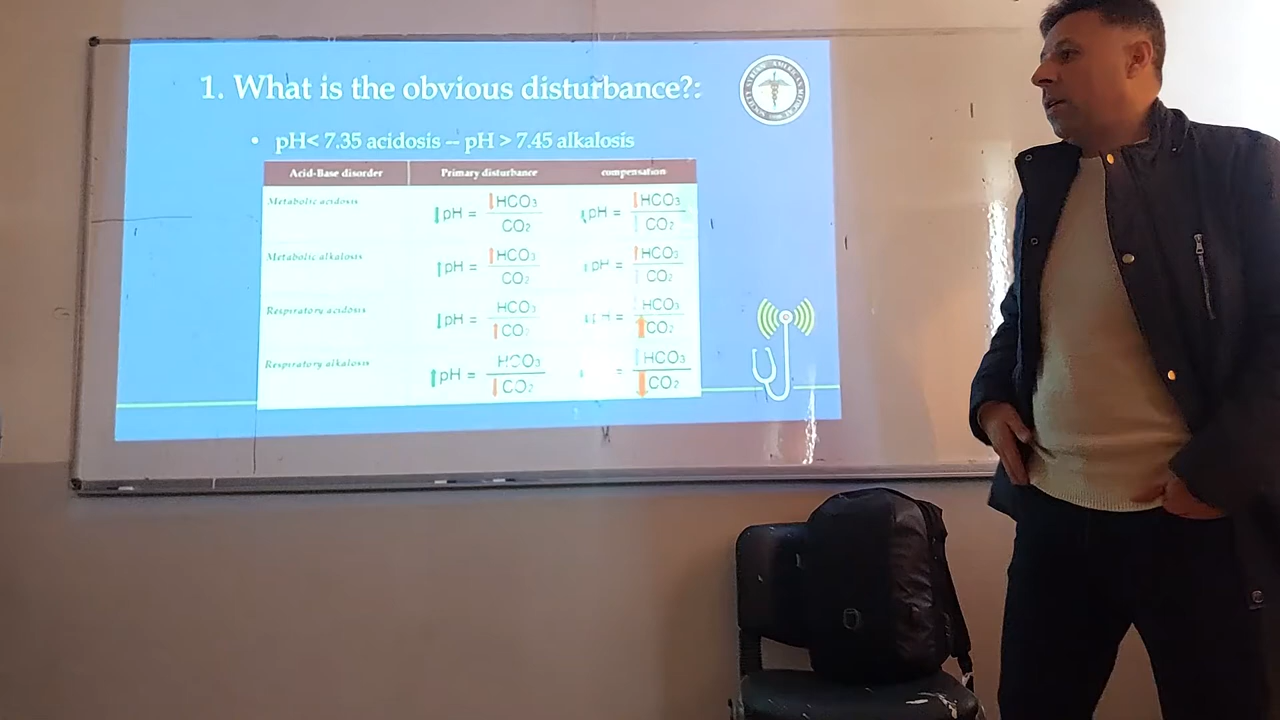 1. What is the obvious disturbance?:
• pH< 7.35 acidosis – pH > 7.45 alkalosis
Acid-Base disorder Primary disturbance compensation
Metabolic acidosis ↓pH = ↓HCO₃ / CO₂ ↓pH = ↓HCO₃ / CO₂
Metabolic alkalosis ↑pH = ↑HCO₃ / CO₂ ↑pH = ↑HCO₃ / CO₂
Respiratory acidosis ↓pH = HCO₃ / ↑CO₂ = HCO₃ / ↑CO₂
Respiratory alkalosis ↑pH = HCO₃ / ↓CO₂ = HCO₃ / ↓CO₂